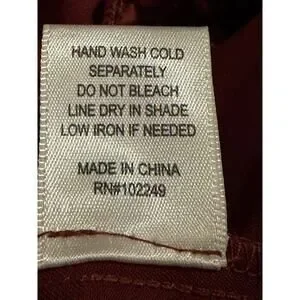 HAND WASH COLD
SEPARATELY
DO NOT BLEACH
LINE DRY IN SHADE
LOW IRON IF NEEDED
MADE IN CHINA
RN#102249